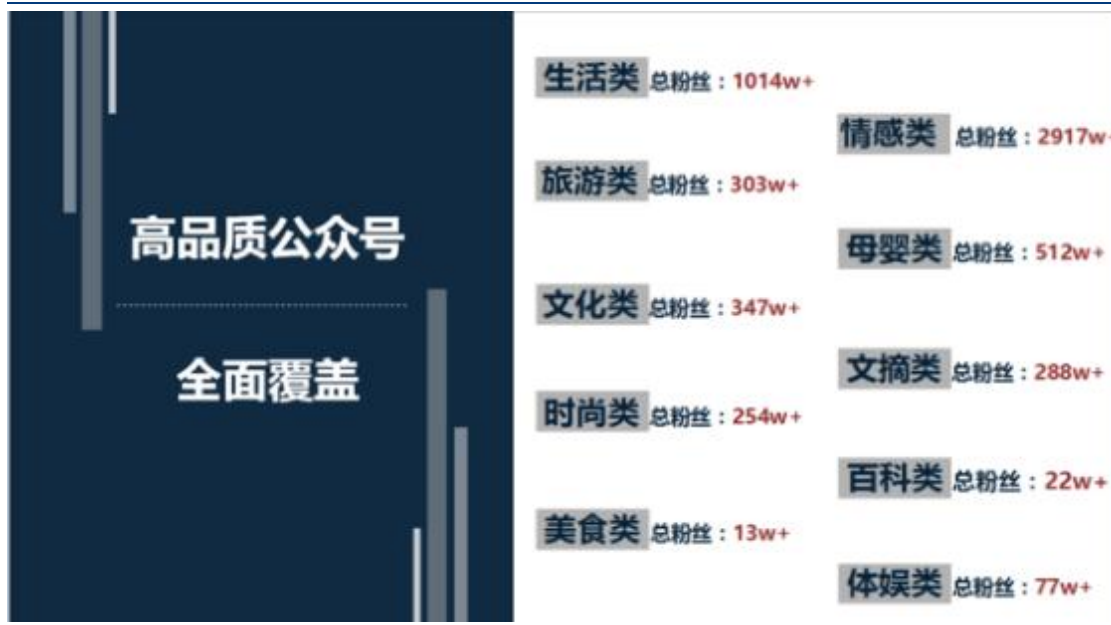 高品质公众号
全面覆盖
生活类 总粉丝：1014w+
旅游类 总粉丝：303w+
文化类 总粉丝：347w+
时尚类 总粉丝：254w+
美食类 总粉丝：13w+
情感类 总粉丝：2917w+
母婴类 总粉丝：512w+
文摘类 总粉丝：288w+
百科类 总粉丝：22w+
体娱类 总粉丝：77w+